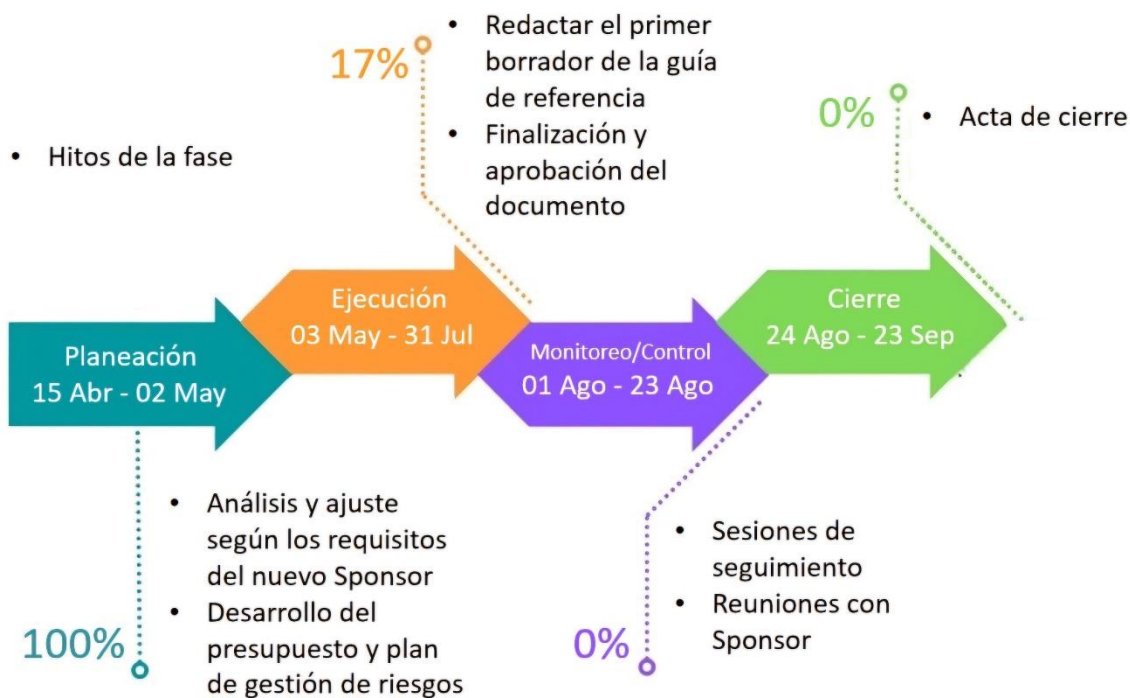 • Hitos de la fase
17%
• Redactar el primer
borrador de la guía
de referencia
• Finalización y
aprobación del
documento
0%
• Acta de cierre
Planeación
15 Abr - 02 May
Ejecución
03 May - 31 Jul
Monitoreo/Control
01 Ago - 23 Ago
Cierre
24 Ago - 23 Sep
100%
• Análisis y ajuste
según los requisitos
del nuevo Sponsor
• Desarrollo del
presupuesto y plan
de gestión de riesgos
0%
• Sesiones de
seguimiento
• Reuniones con
Sponsor